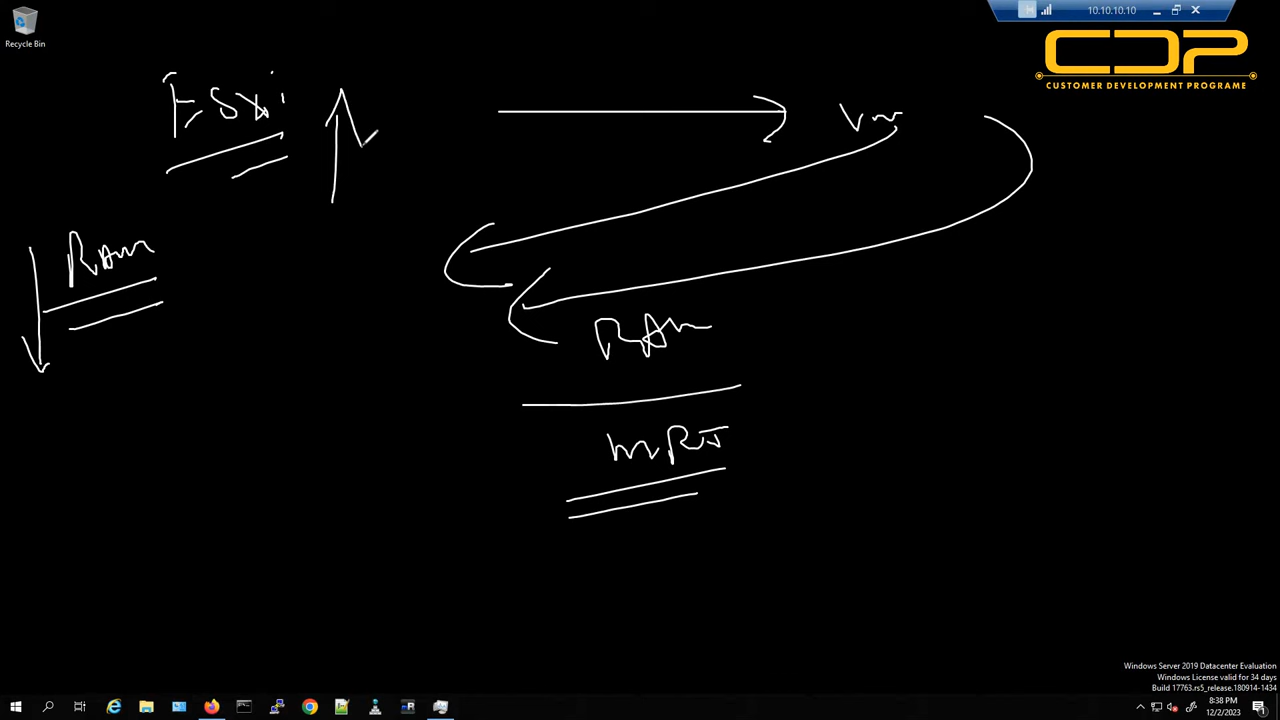 10.10.10.10
Recycle Bin
CDP
CUSTOMER DEVELOPMENT PROGRAME
ESXi
Vm
RAM
RAM
Windows Server 2019 Datacenter Evaluation
Windows License valid for 34 days
Build 17763.rs5_release.180914-1434
8:38 PM
12/2/2023